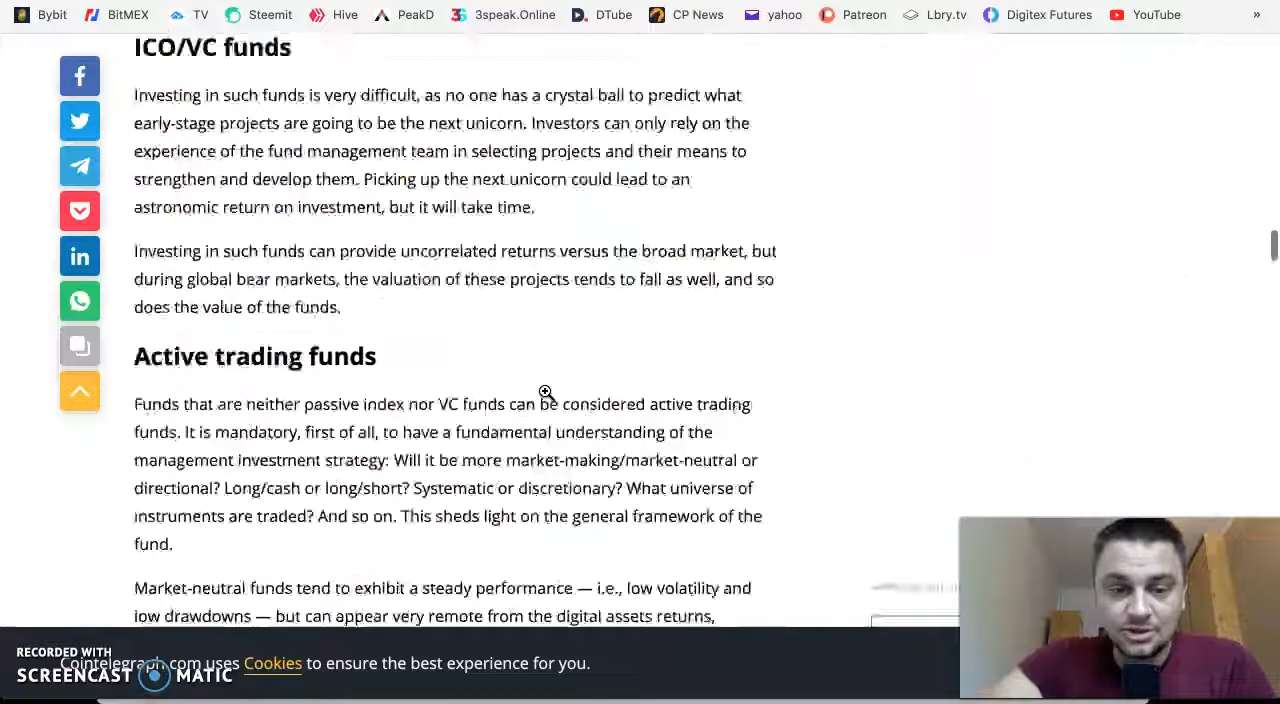 Bybit BitMEX TV Steemit Hive PeakD 3speak.Online DTube CP News yahoo Patreon Lbry.tv Digitex Futures YouTube »
ICO/VC funds
Investing in such funds is very difficult, as no one has a crystal ball to predict what
early-stage projects are going to be the next unicorn. Investors can only rely on the
experience of the fund management team in selecting projects and their means to
strengthen and develop them. Picking up the next unicorn could lead to an
astronomic return on investment, but it will take time.
Investing in such funds can provide uncorrelated returns versus the broad market, but
during global bear markets, the valuation of these projects tends to fall as well, and so
does the value of the funds.
Active trading funds
Funds that are neither passive index nor VC funds can be considered active trading
funds. It is mandatory, first of all, to have a fundamental understanding of the
management investment strategy: Will it be more market-making/market-neutral or
directional? Long/cash or long/short? Systematic or discretionary? What universe of
instruments are traded? And so on. This sheds light on the general framework of the
fund.
Market-neutral funds tend to exhibit a steady performance — i.e., low volatility and
low drawdowns — but can appear very remote from the digital assets returns,
RECORDED WITH
Cointelegraph.com uses Cookies to ensure the best experience for you.
SCREENCAST MATIC